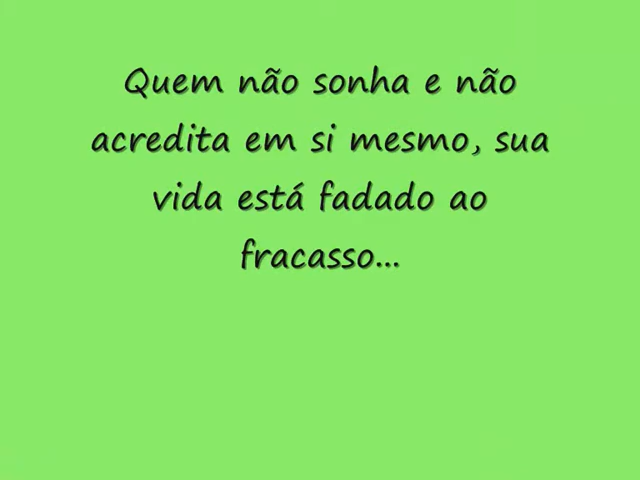 Quem não sonha e não
acredita em si mesmo, sua
vida está fadado ao
fracasso...